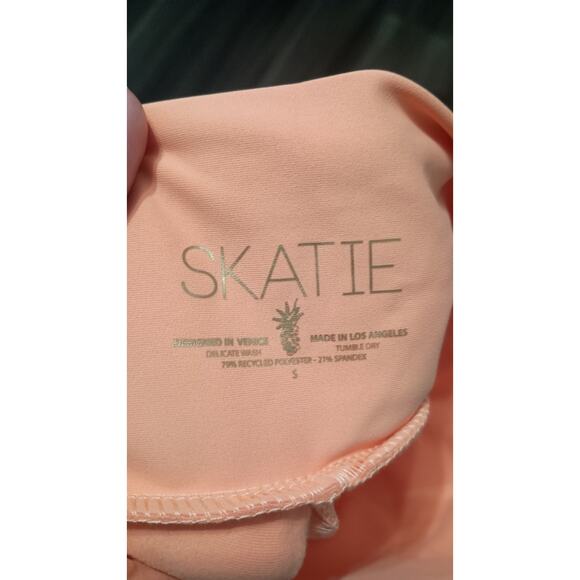 SKATIE
DESIGNED IN VENICE MADE IN LOS ANGELES
DELICATE WASH TUMBLE DRY
79% RECYCLED POLYESTER - 21% SPANDEX
S